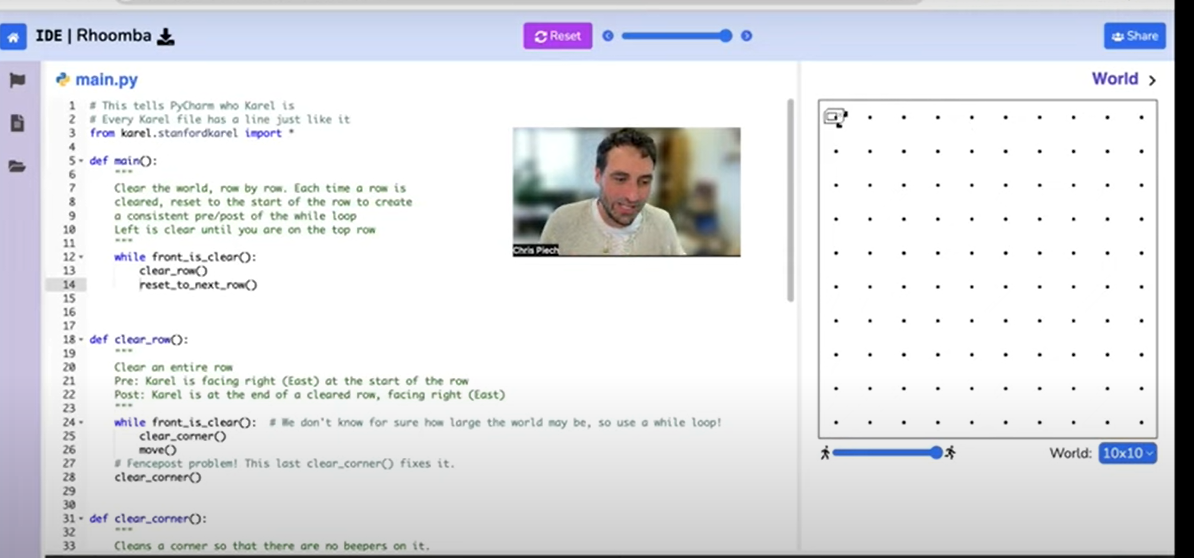 IDE | Rhoomba
Reset
Share
main.py
World
1 # This tells PyCharm who Karel is
2 # Every Karel file has a line just like it
3 from karel.stanfordkarel import *
4
5 def main():
6 """
7 Clear the world, row by row. Each time a row is
8 cleared, reset to the start of the row to create
9 a consistent pre/post of the while loop
10 Left is clear until you are on the top row
11 """
12 while front_is_clear():
13 clear_row()
14 reset_to_next_row()
15
16
17
18 def clear_row():
19 """
20 Clear an entire row
21 Pre: Karel is facing right (East) at the start of the row
22 Post: Karel is at the end of a cleared row, facing right (East)
23 """
24 while front_is_clear(): # We don't know for sure how large the world may be, so use a while loop!
25 clear_corner()
26 move()
27 # Fencepost problem! This last clear_corner() fixes it.
28 clear_corner()
29
30
31 def clear_corner():
32 """
33 Cleans a corner so that there are no beepers on it.
Chris Piech
World: 10x10